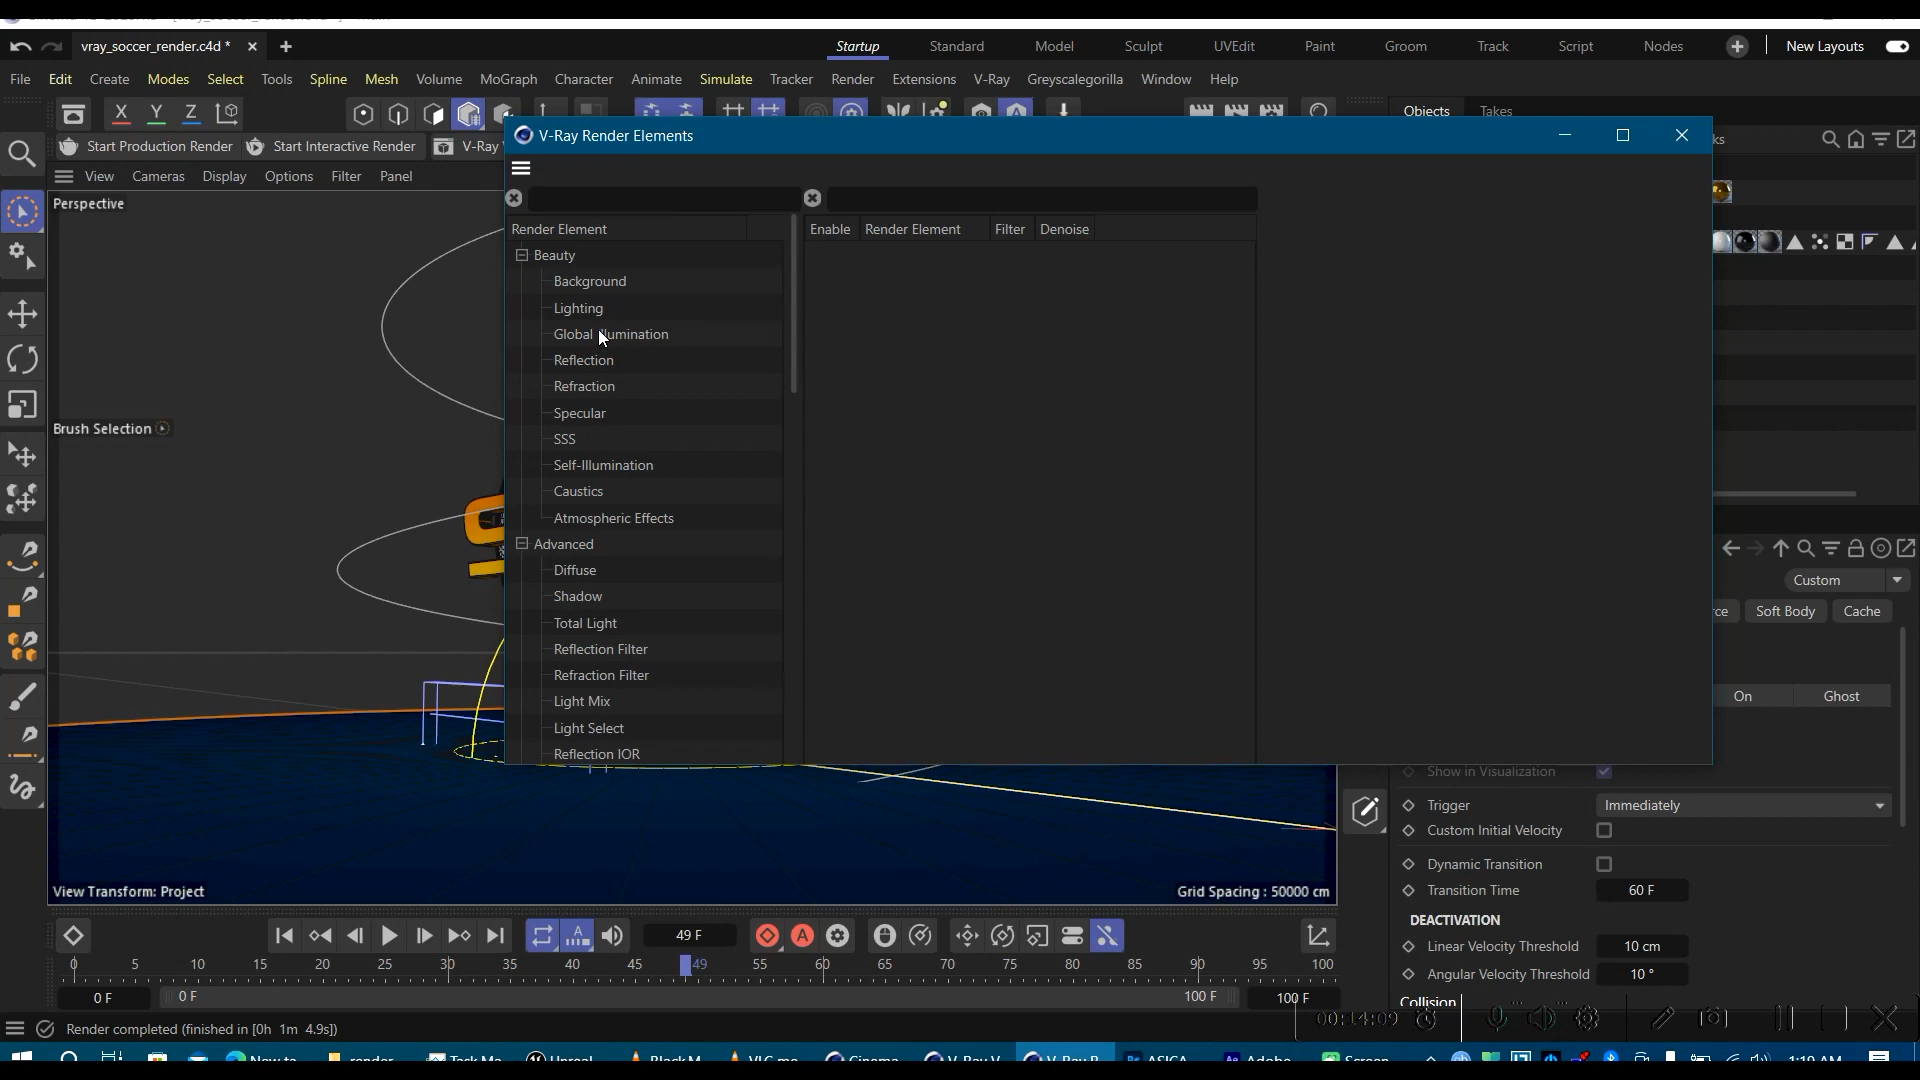 vray_soccer_render.c4d *
Startup
Standard
Model
Sculpt
UVEdit
Paint
Groom
Track
Script
Nodes
New Layouts
File Edit Create Modes Select Tools Spline Mesh Volume MoGraph Character Animate Simulate Tracker Render Extensions V-Ray Greyscalegorilla Window Help
X Y Z
Objects
Takes
Start Production Render
Start Interactive Render
V-Ray
V-Ray Render Elements
View Cameras Display Options Filter Panel
Perspective
Render Element
Enable Render Element Filter Denoise
Beauty
Background
Lighting
Global Illumination
Reflection
Refraction
Specular
Brush Selection
SSS
Self-Illumination
Caustics
Atmospheric Effects
Advanced
Diffuse
Shadow
Total Light
Reflection Filter
Refraction Filter
Light Mix
Light Select
Reflection IOR
Custom
Soft Body
Cache
On
Ghost
Show in Visualization
Trigger
Immediately
Custom Initial Velocity
Dynamic Transition
Transition Time
60 F
DEACTIVATION
Linear Velocity Threshold
10 cm
Angular Velocity Threshold
10 °
Collision
View Transform: Project
Grid Spacing : 50000 cm
49 F
0 5 10 15 20 25 30 35 40 45 49 55 60 65 70 75 80 85 90 95 100
0 F
0 F
100 F
100 F
00:14:09
Render completed (finished in [0h 1m 4.9s])